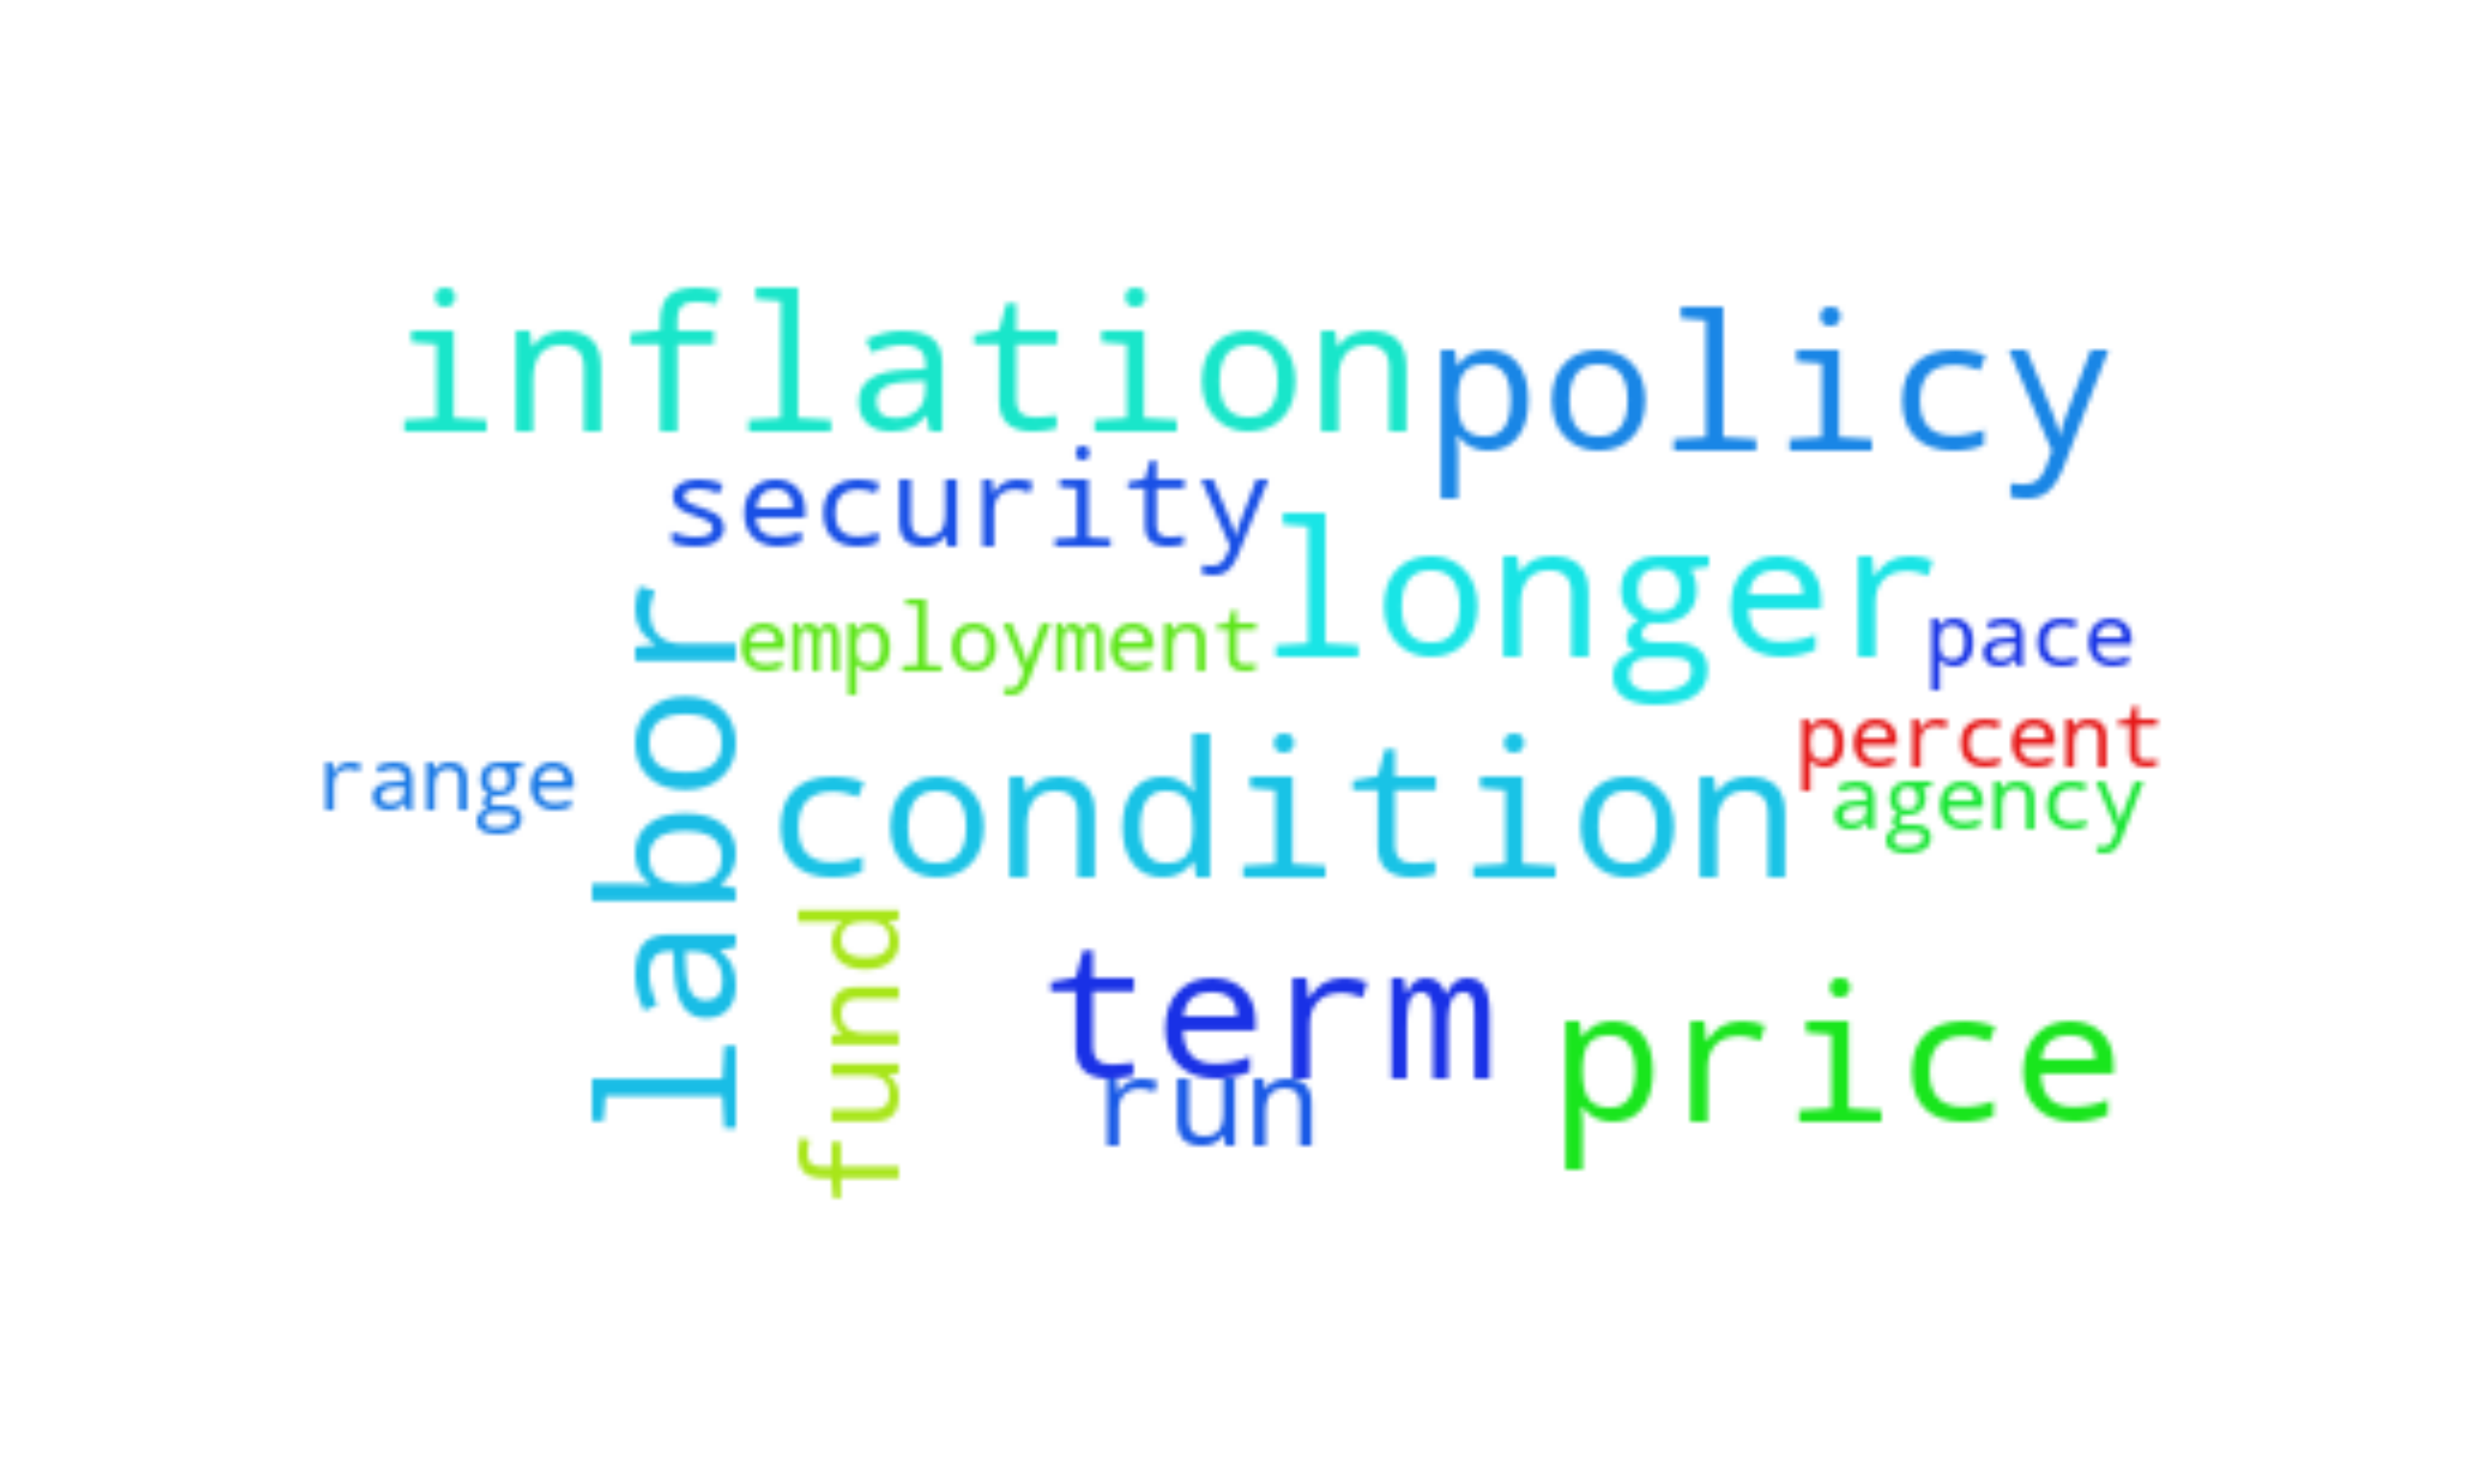 inflation
policy
security
longer
labor
employment
pace
percent
range
condition
agency
fund
term
price
run